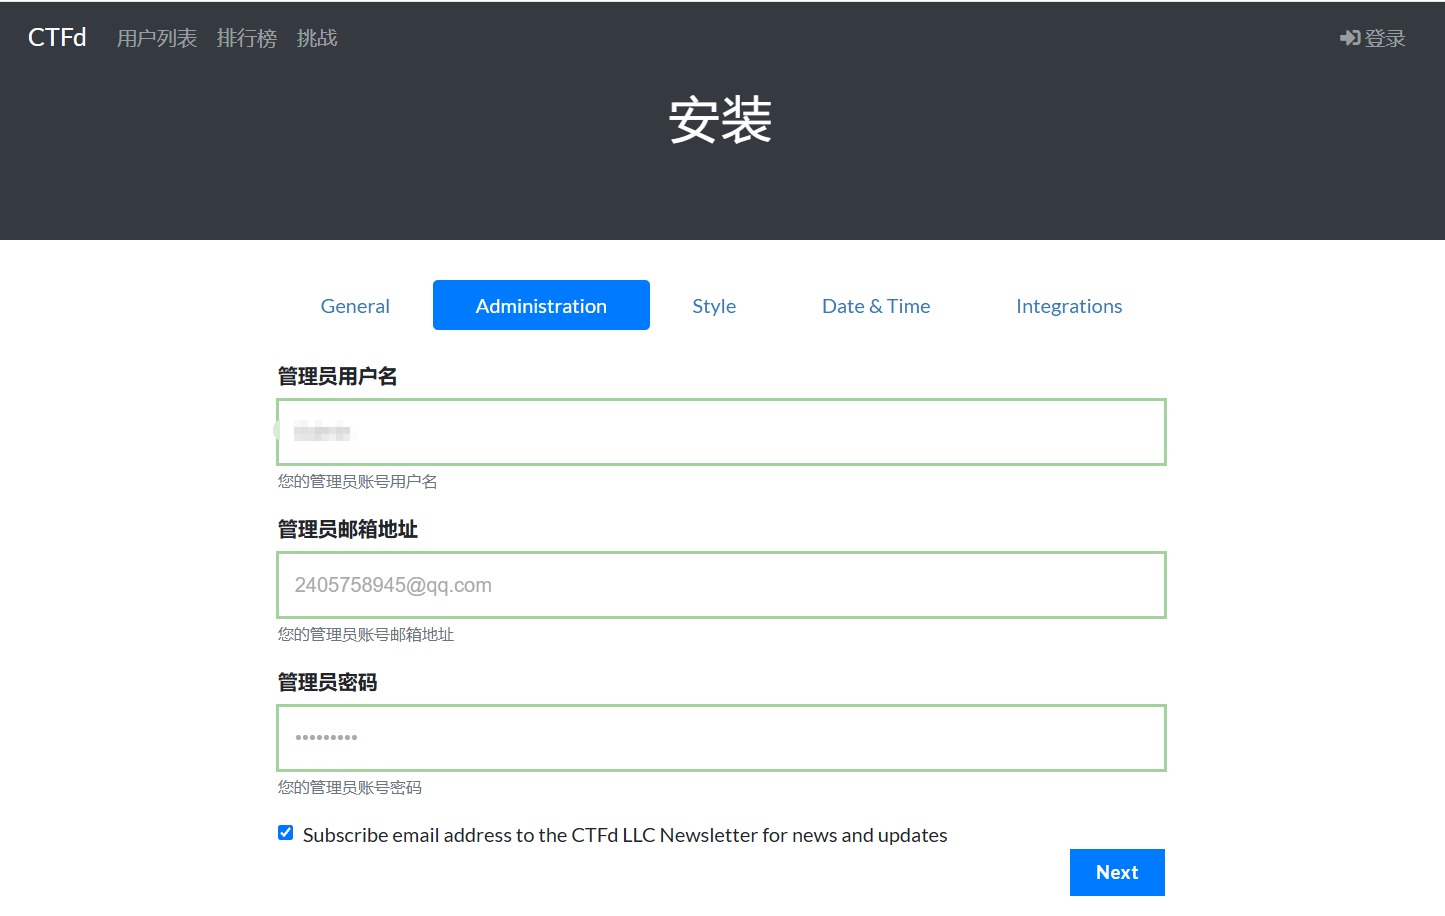 CTFd 用户列表 排行榜 挑战 登录
安装
General Administration Style Date & Time Integrations
管理员用户名
您的管理员账号用户名
管理员邮箱地址
2405758945@qq.com
您的管理员账号邮箱地址
管理员密码
•••••••••
您的管理员账号密码
Subscribe email address to the CTFd LLC Newsletter for news and updates
Next